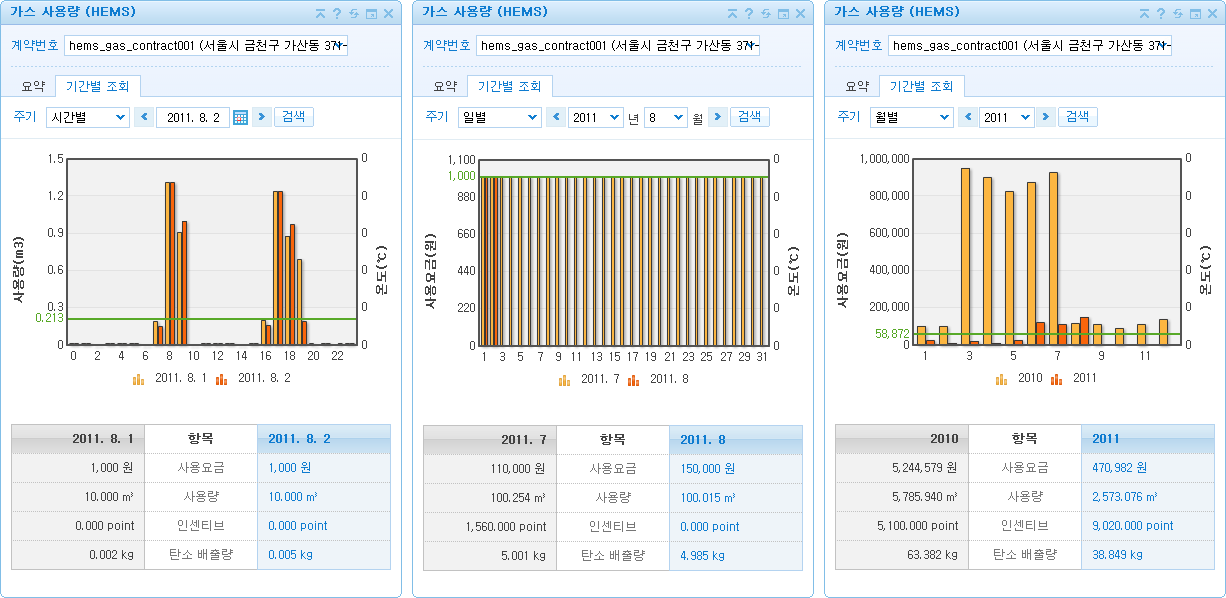 가스 사용량 (HEMS)
계약번호 hems_gas_contract001 (서울시 금천구 가산동 371-
요약 기간별 조회
주기 시간별 2011. 8. 2 검색
1.5
1.2
0.9
0.6
0.3
0.213
0
사용량(m3)
0
0
0
0
0
0
온도(℃)
0 2 4 6 8 10 12 14 16 18 20 22
2011. 8. 1 2011. 8. 2
2011. 8. 1 항목 2011. 8. 2
1,000 원 사용요금 1,000 원
10.000 m³ 사용량 10.000 m³
0.000 point 인센티브 0.000 point
0.002 kg 탄소 배출량 0.005 kg
가스 사용량 (HEMS)
계약번호 hems_gas_contract001 (서울시 금천구 가산동 371-
요약 기간별 조회
주기 일별 2011 년 8 월 검색
1,100
1,000
880
660
440
220
0
사용요금(원)
0
0
0
0
0
0
온도(℃)
1 3 5 7 9 11 13 15 17 19 21 23 25 27 29 31
2011. 7 2011. 8
2011. 7 항목 2011. 8
110,000 원 사용요금 150,000 원
100.254 m³ 사용량 100.015 m³
1,560.000 point 인센티브 0.000 point
5.001 kg 탄소 배출량 4.985 kg
가스 사용량 (HEMS)
계약번호 hems_gas_contract001 (서울시 금천구 가산동 371-
요약 기간별 조회
주기 월별 2011 검색
1,000,000
800,000
600,000
400,000
200,000
58,872
0
사용요금(원)
0
0
0
0
0
0
온도(℃)
1 3 5 7 9 11
2010 2011
2010 항목 2011
5,244,579 원 사용요금 470,982 원
5,785.940 m³ 사용량 2,573.076 m³
5,100.000 point 인센티브 9,020.000 point
63.382 kg 탄소 배출량 38.849 kg